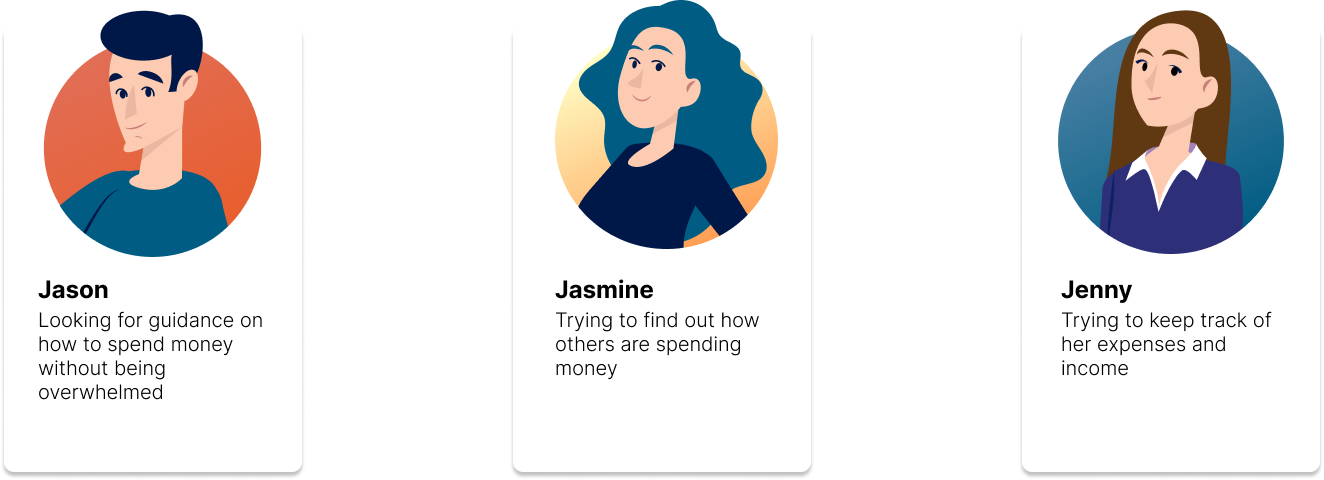 Jason
Looking for guidance on
how to spend money
without being
overwhelmed
Jasmine
Trying to find out how
others are spending
money
Jenny
Trying to keep track of
her expenses and
income